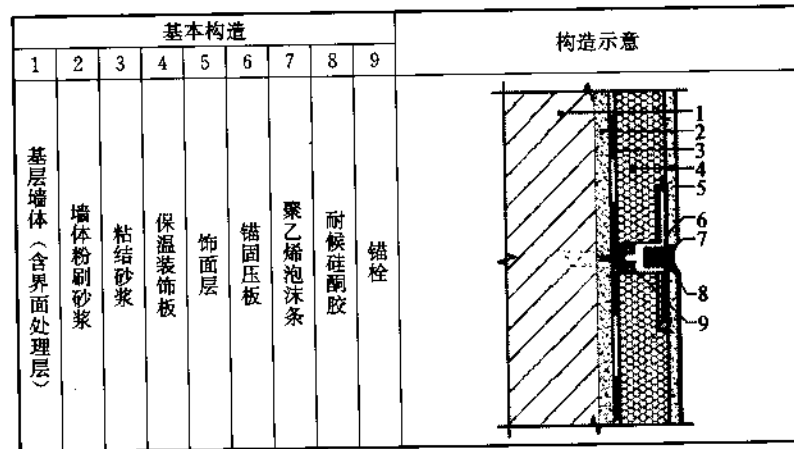 基本构造
构造示意
1 2 3 4 5 6 7 8 9
基层墙体（含界面处理层）
墙体粉刷砂浆
粘结砂浆
保温装饰板
饰面层
锚固压板
聚乙烯泡沫条
耐候硅酮胶
锚栓
1
2
3
4
5
6
7
8
9